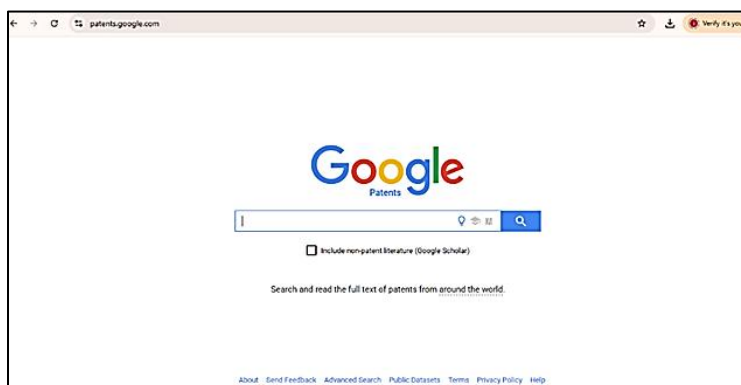 patents.google.com
Verify it's you
Google
Patents
Include non-patent literature (Google Scholar)
Search and read the full text of patents from around the world.
About Send Feedback Advanced Search Public Datasets Terms Privacy Policy Help